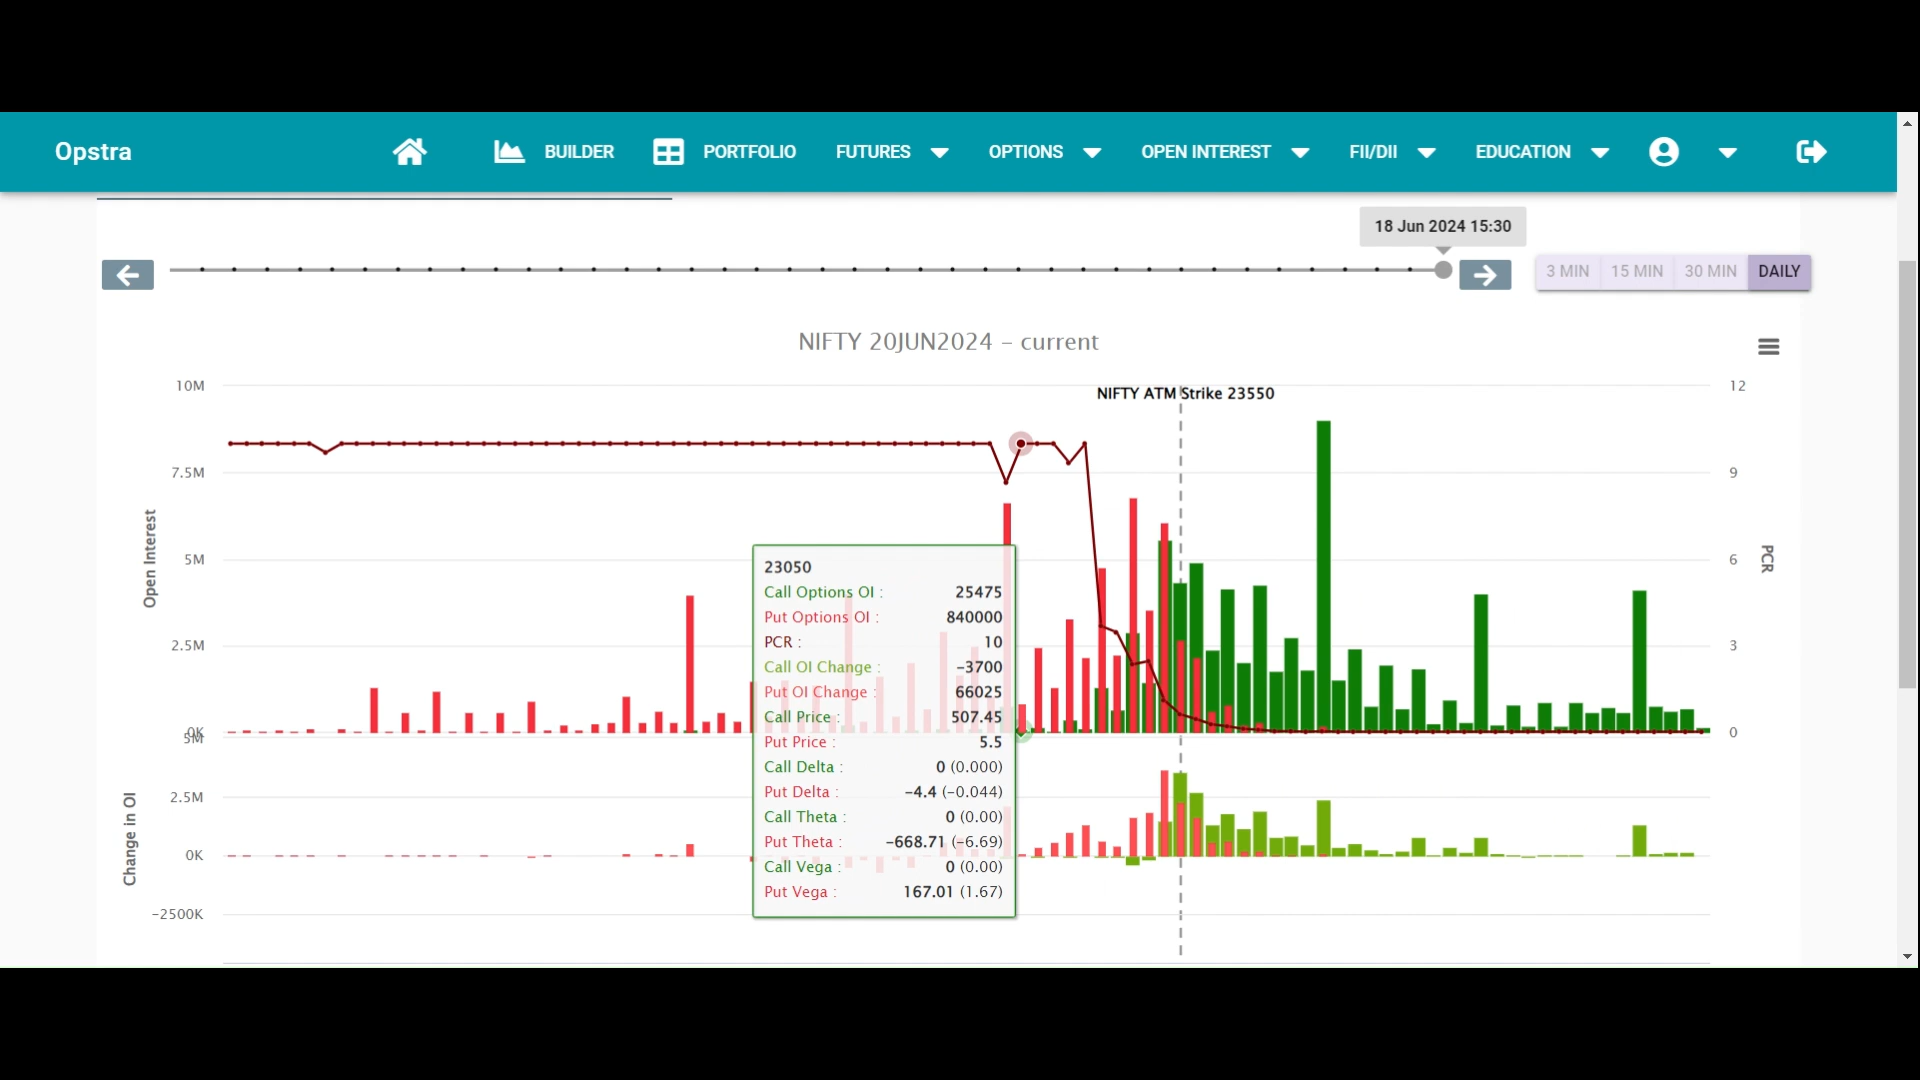 Opstra
BUILDER
PORTFOLIO
FUTURES
OPTIONS
OPEN INTEREST
FII/DII
EDUCATION
18 Jun 2024 15:30
3 MIN
15 MIN
30 MIN
DAILY
NIFTY 20JUN2024 – current
NIFTY ATM Strike 23550
10M
7.5M
5M
2.5M
0K
Open Interest
12
9
6
3
0
PCR
5M
2.5M
0K
-2500K
Change in OI
23050
Call Options OI : 25475
Put Options OI : 840000
PCR : 10
Call OI Change : -3700
Put OI Change : 66025
Call Price : 507.45
Put Price : 5.5
Call Delta : 0 (0.000)
Put Delta : -4.4 (-0.044)
Call Theta : 0 (0.00)
Put Theta : -668.71 (-6.69)
Call Vega : 0 (0.00)
Put Vega : 167.01 (1.67)